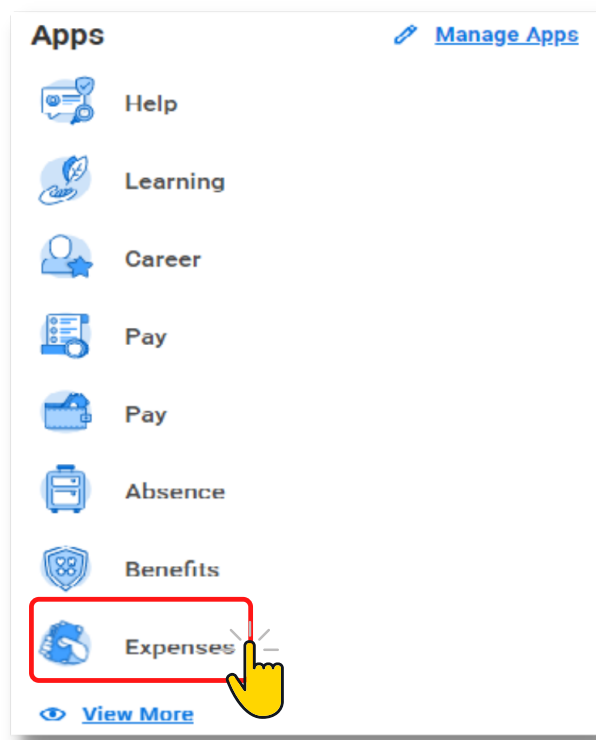 Apps
Manage Apps
Help
Learning
Career
Pay
Pay
Absence
Benefits
Expenses
View More